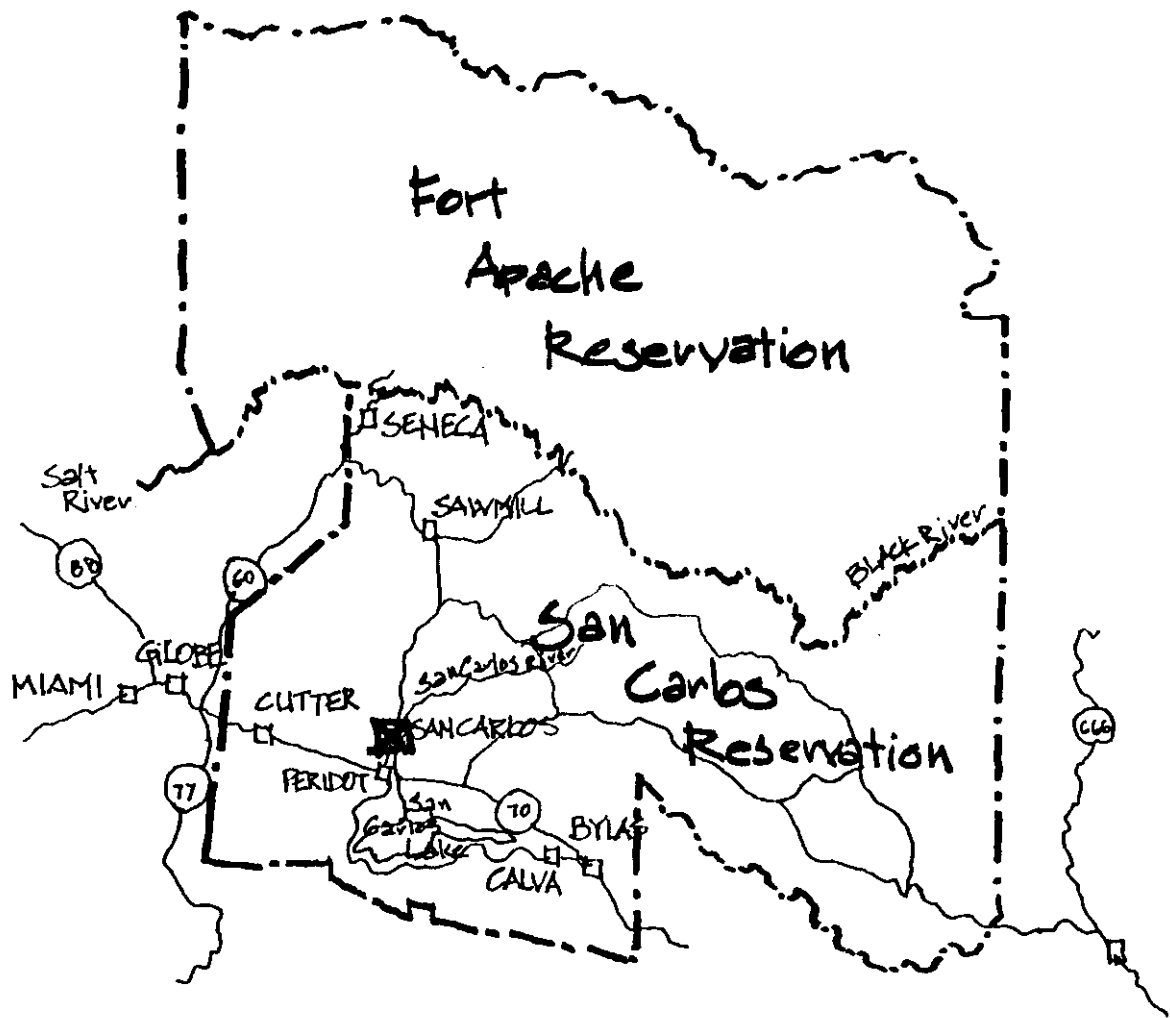 Fort
Apache
Reservation
SENECA
Salt
River
SAWMILL
BLACK River
88
60
San
Carlos
Reservation
GLOBE
San Carlos River
MIAMI
CUTTER
SAN CARLOS
666
PERIDOT
77
70
San
Carlos
Lake
BYLAS
CALVA